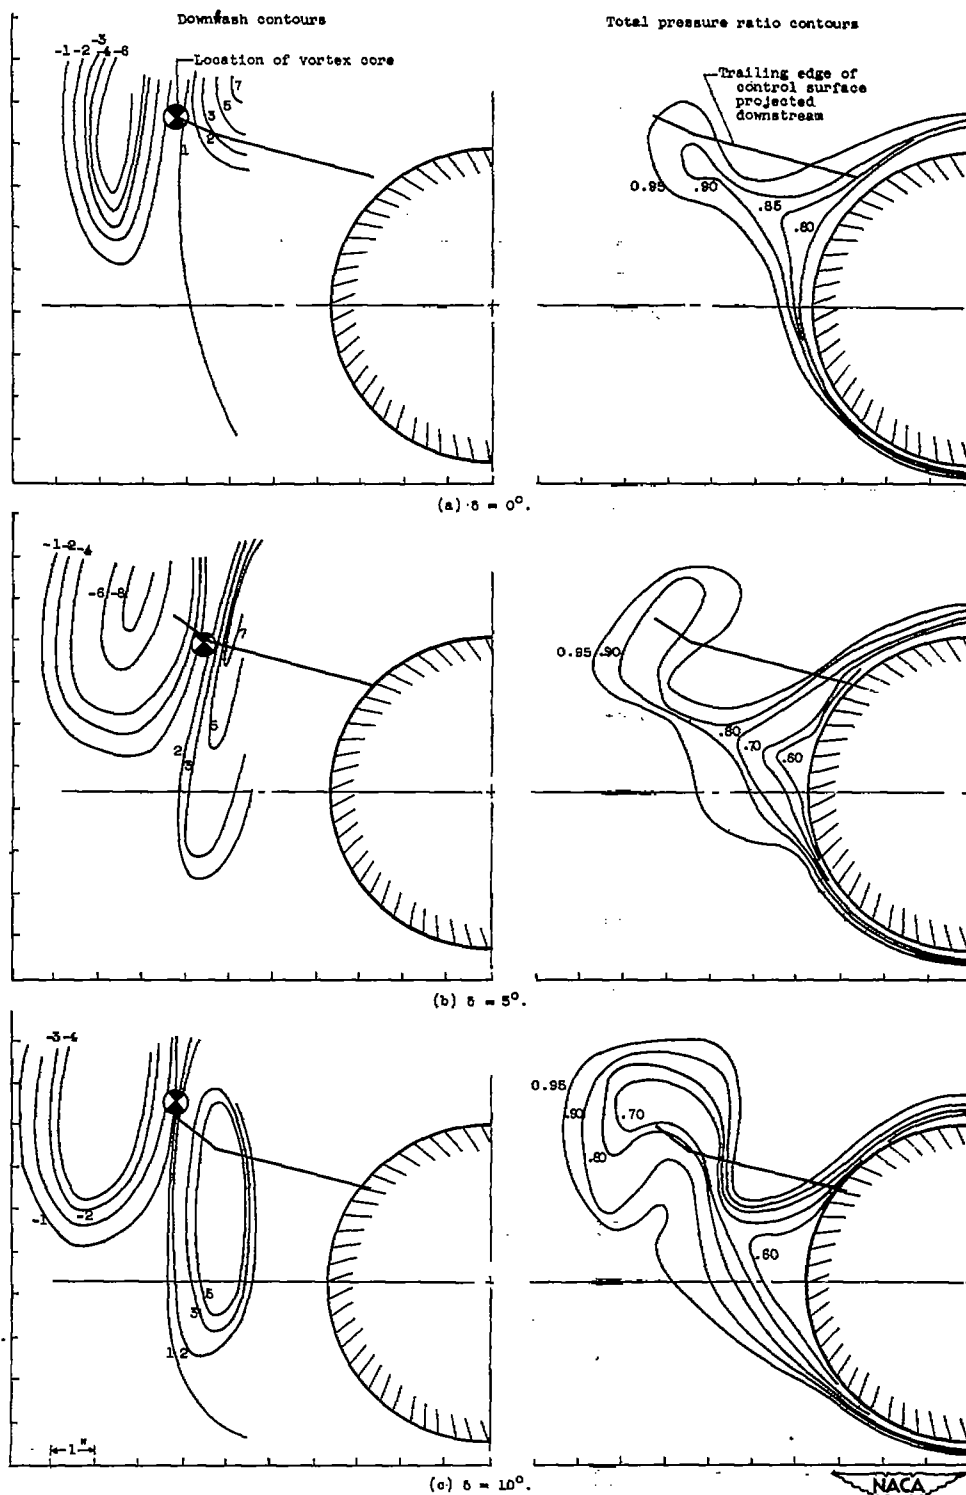 Downwash contours
Total pressure ratio contours
-3
-1 -2 -4 -6
Location of vortex core
7
5
3
2
1
Trailing edge of
control surface
projected
downstream
0.95
.90
.85
.80
(a) δ = 0°.
-1 -2 -4
-6 -8
7
5
2
3
0.95 .90
.80
.70
.60
(b) δ = 5°.
-3 -4
-1
-2
5
3
1 2
0.95
.90
.70
.80
.60
1"
(c) δ = 10°.
NACA